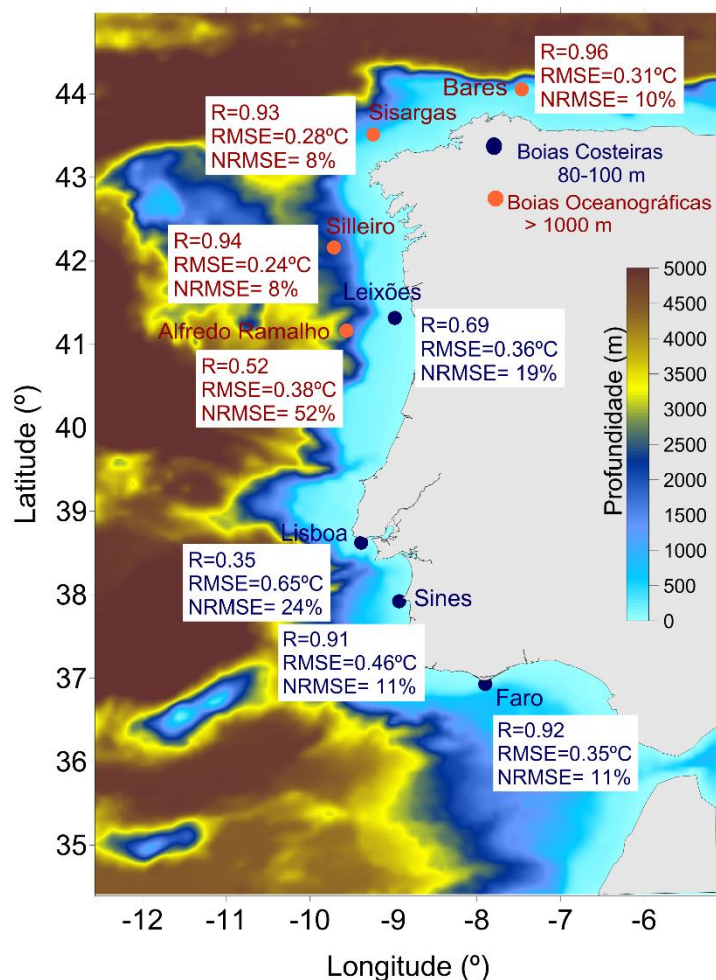 44
43
42
41
40
39
38
37
36
35
Latitude (º)
R=0.96
RMSE=0.31ºC
NRMSE= 10%
Bares
R=0.93
RMSE=0.28ºC
NRMSE= 8%
Sisargas
Boias Costeiras
80-100 m
Boias Oceanográficas
> 1000 m
Silleiro
R=0.94
RMSE=0.24ºC
NRMSE= 8%
Leixões
R=0.69
RMSE=0.36ºC
NRMSE= 19%
Alfredo Ramalho
R=0.52
RMSE=0.38ºC
NRMSE= 52%
5000
4500
4000
3500
3000
2500
2000
1500
1000
500
0
Profundidade (m)
Lisboa
R=0.35
RMSE=0.65ºC
NRMSE= 24%
Sines
R=0.91
RMSE=0.46ºC
NRMSE= 11%
Faro
R=0.92
RMSE=0.35ºC
NRMSE= 11%
-12 -11 -10 -9 -8 -7 -6
Longitude (º)